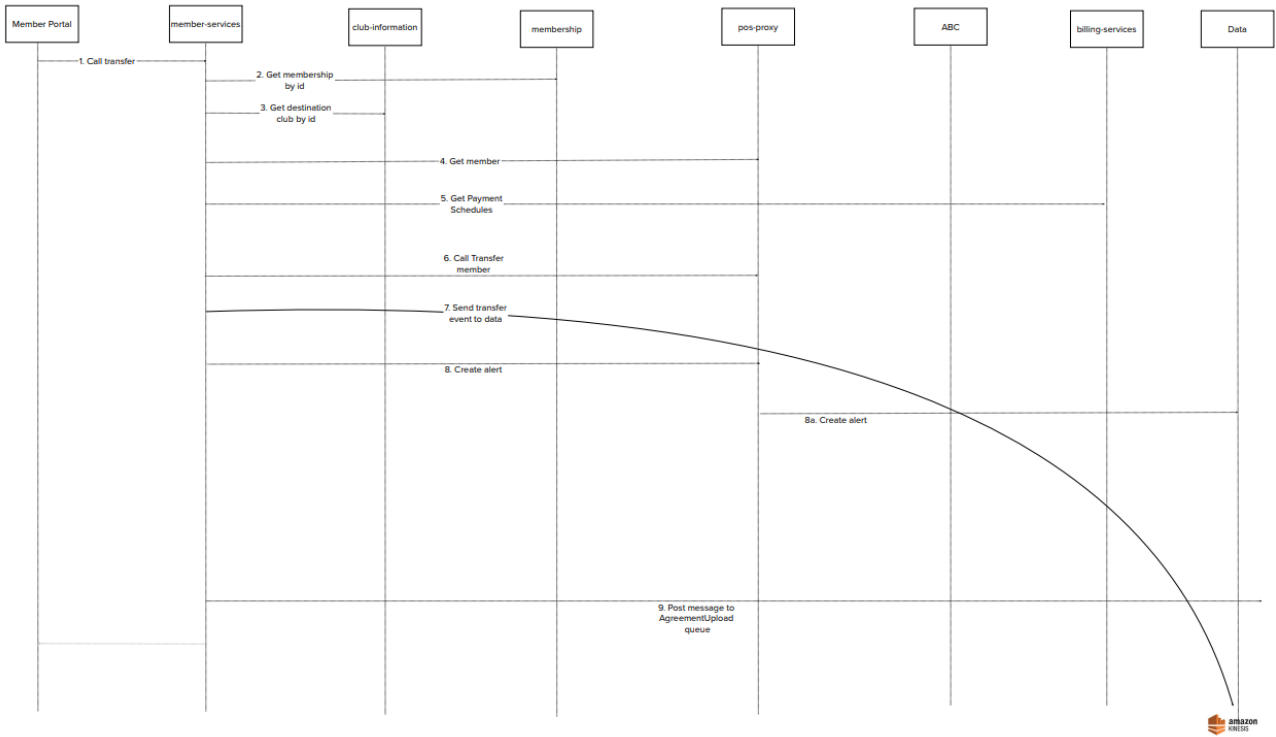 Member Portal
member-services
club-information
membership
pos-proxy
ABC
billing-services
Data
1. Call transfer
2. Get membership
by id
3. Get destination
club by id
4. Get member
5. Get Payment
Schedules
6. Call Transfer
member
7. Send transfer
event to data
8. Create alert
8a. Create alert
9. Post message to
AgreementUpload
queue
amazon
KINESIS